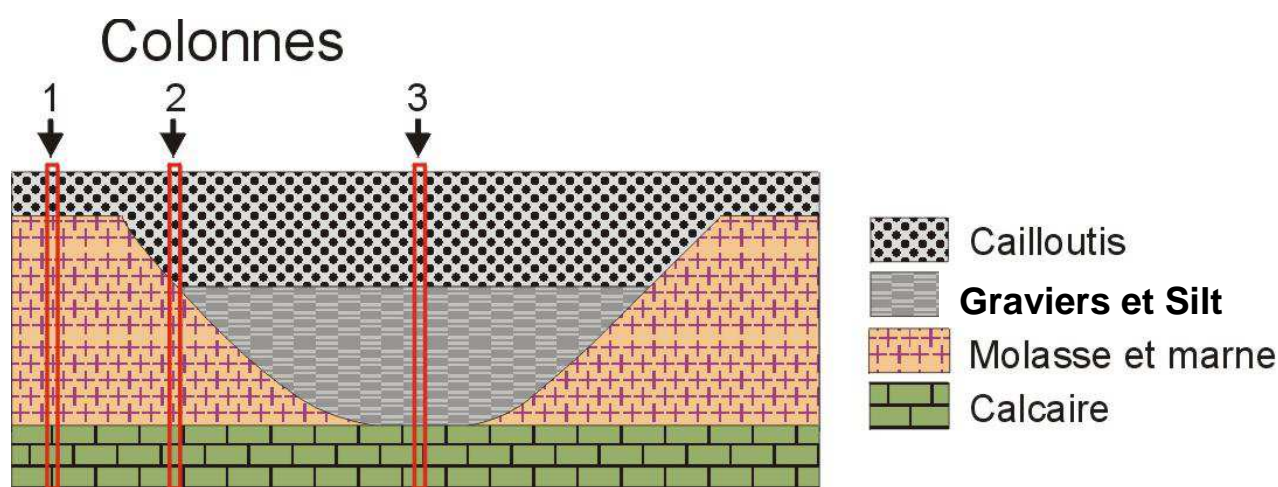 Colonnes
1 2 3
Cailloutis
Graviers et Silt
Molasse et marne
Calcaire